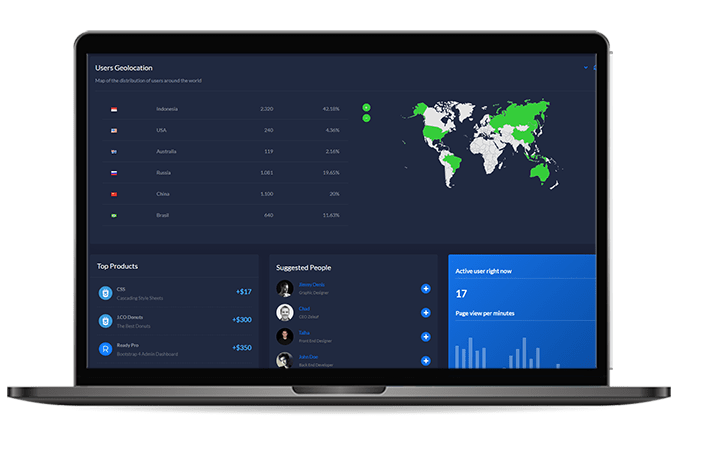 Users Geolocation
Map of the distribution of users around the world
Indonesia 2.320 42.18%
USA 240 4.36%
Australia 119 2.16%
Russia 1.081 19.65%
China 1.100 20%
Brasil 640 11.63%
Top Products
CSS
Cascading Style Sheets
+$17
J.CO Donuts
The Best Donuts
+$300
Ready Pro
Bootstrap 4 Admin Dashboard
+$350
Suggested People
Jimmy Denis
Graphic Designer
Chad
CEO Zeleaf
Talha
Front End Designer
John Doe
Back End Developer
Active user right now
17
Page view per minutes